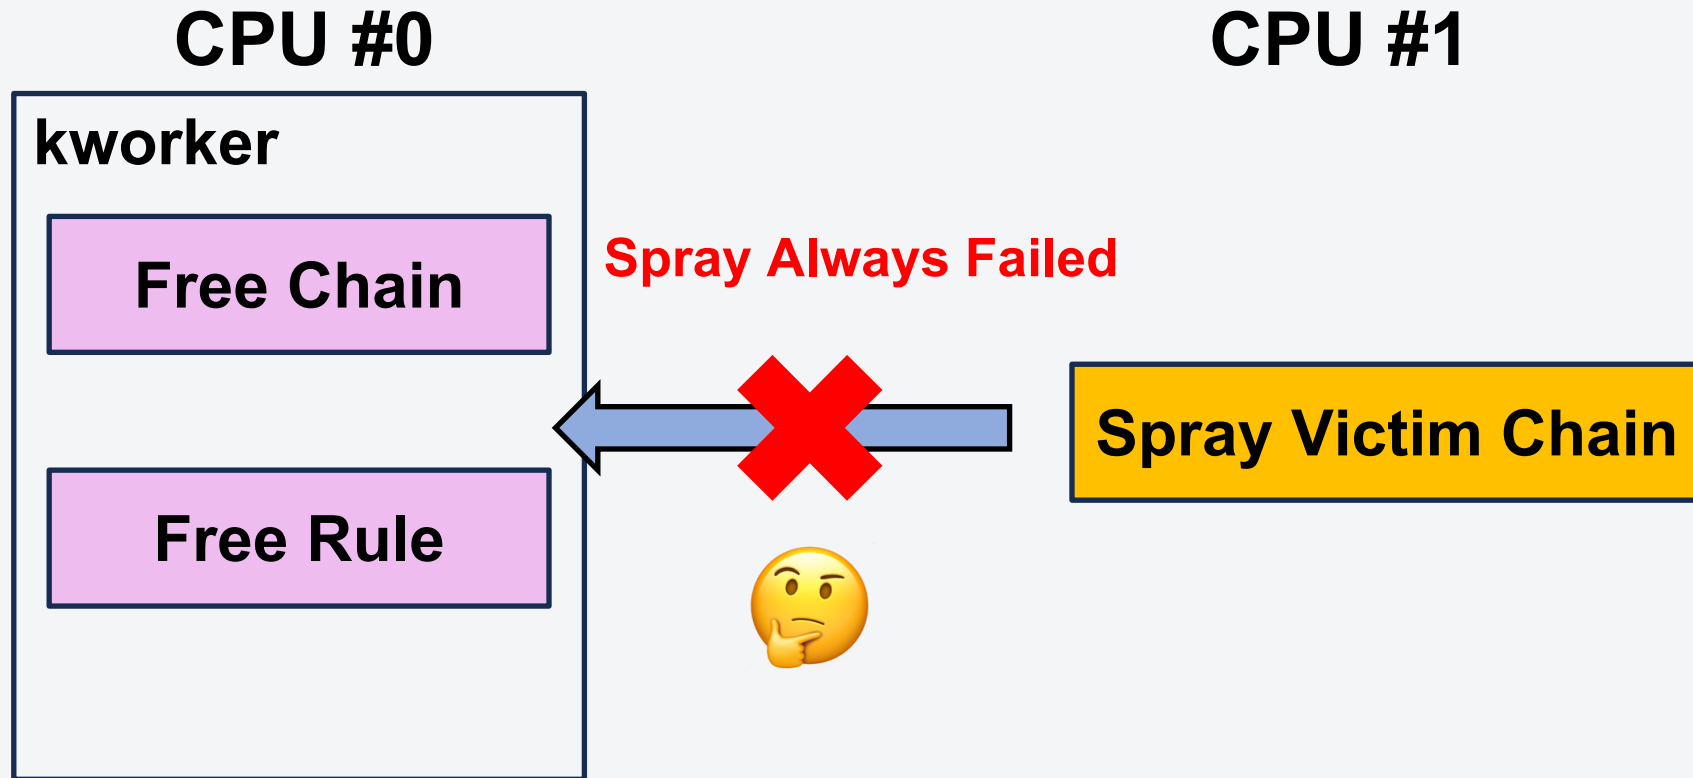 CPU #0
CPU #1
kworker
Free Chain
Spray Always Failed
Spray Victim Chain
Free Rule